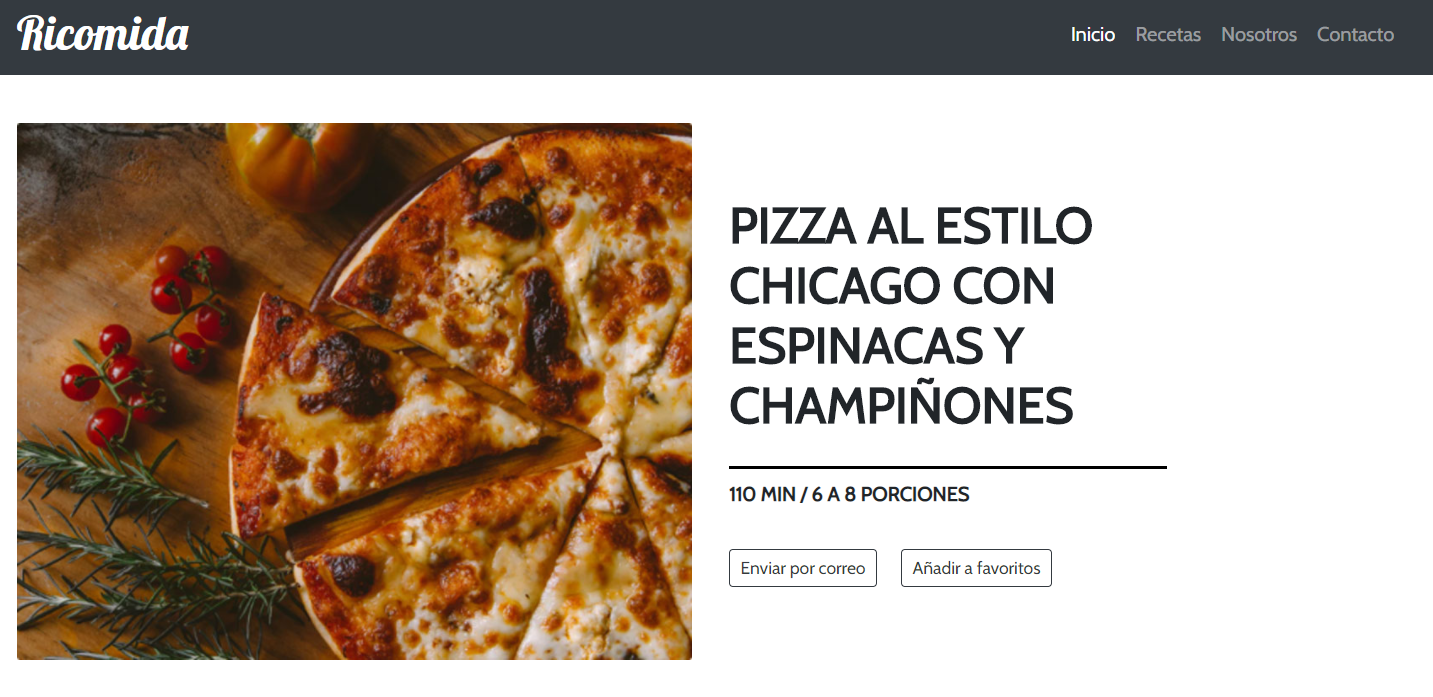 Ricomida
Inicio Recetas Nosotros Contacto
PIZZA AL ESTILO
CHICAGO CON
ESPINACAS Y
CHAMPIÑONES
110 MIN / 6 A 8 PORCIONES
Enviar por correo
Añadir a favoritos